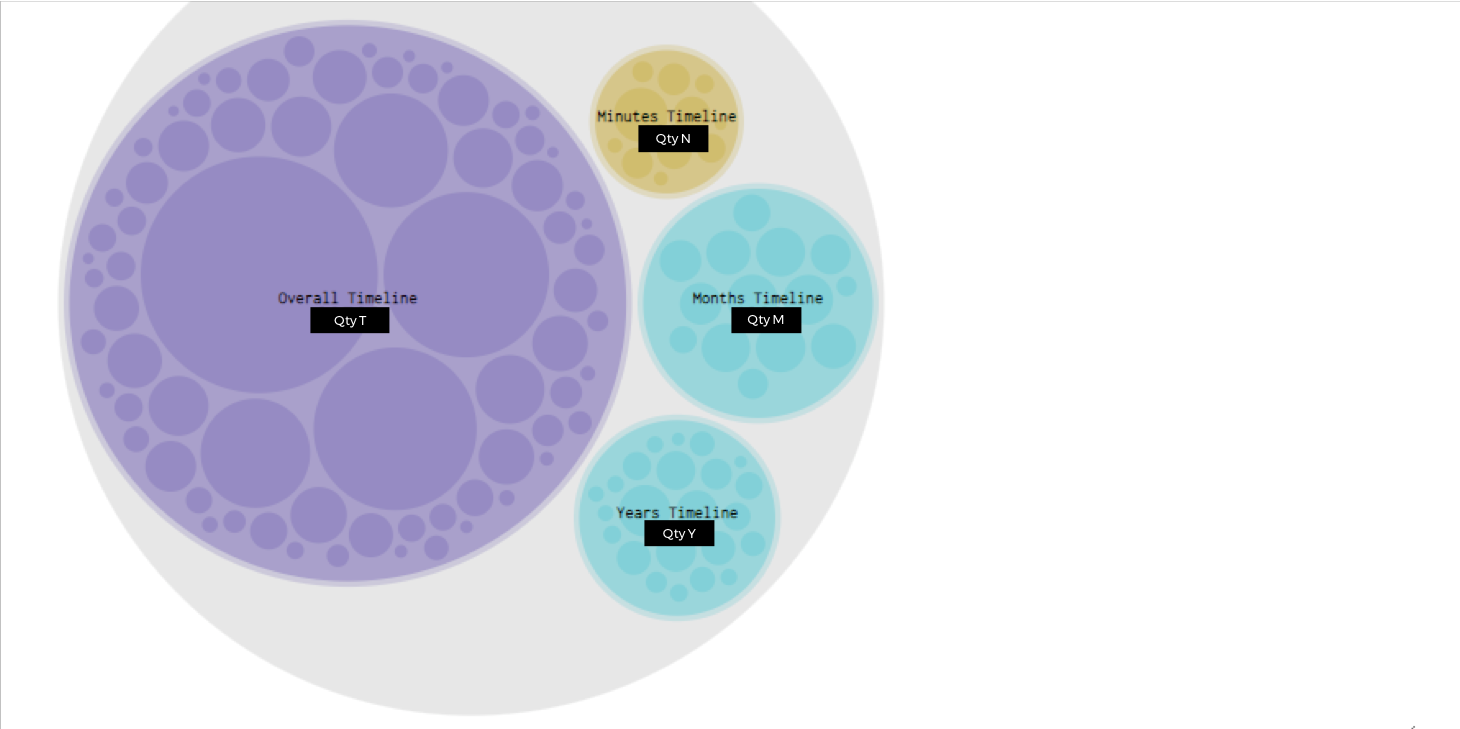 Minutes Timeline
Qty N
Overall Timeline
Qty T
Months Timeline
Qty M
Years Timeline
Qty Y